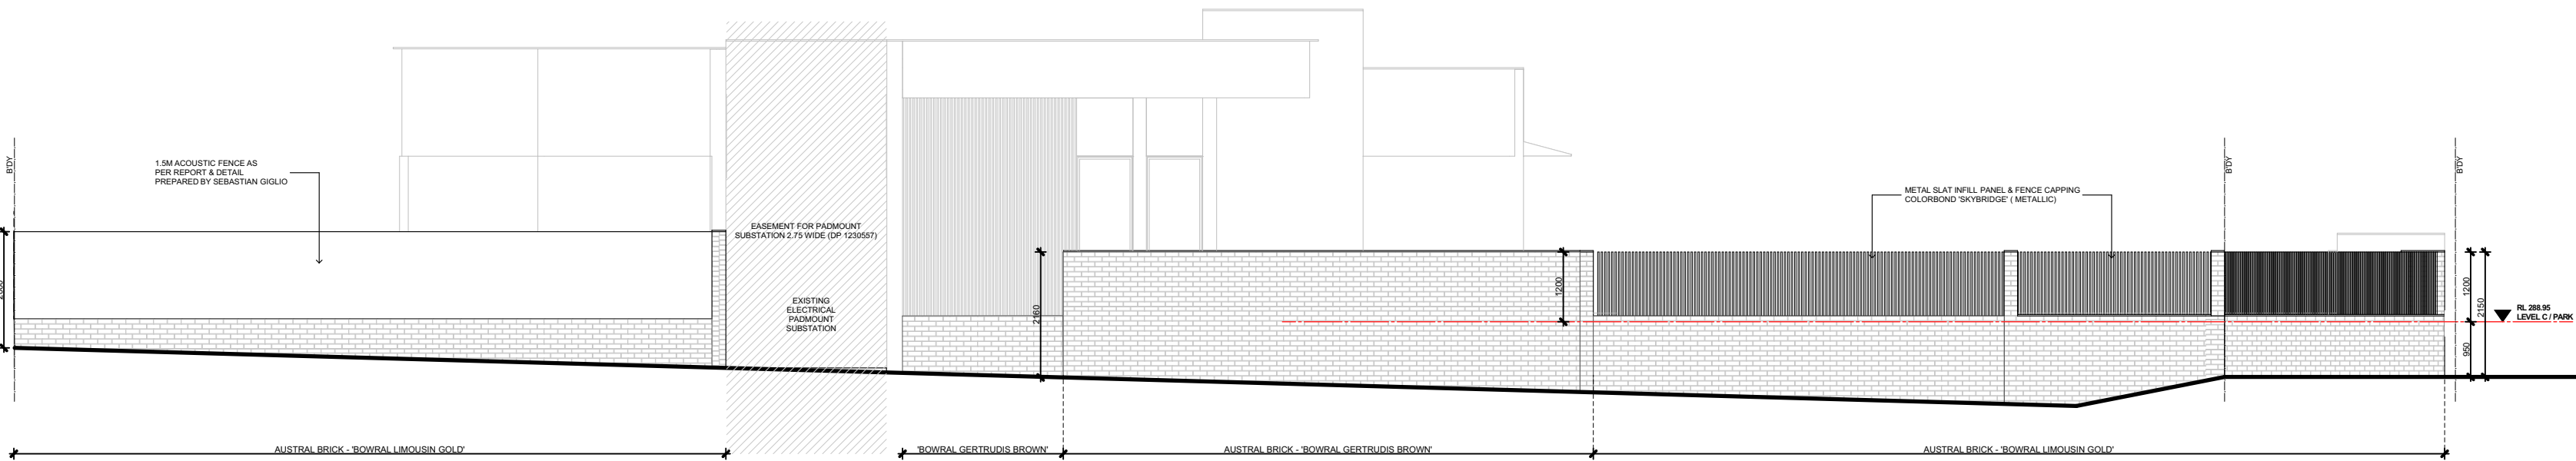 B'DY
1.5M ACOUSTIC FENCE AS
PER REPORT & DETAIL
PREPARED BY SEBASTIAN GIGLIO
EASEMENT FOR PADMOUNT
SUBSTATION 2.75 WIDE (DP 1230557)
EXISTING
ELECTRICAL
PADMOUNT
SUBSTATION
2160
1200
METAL SLAT INFILL PANEL & FENCE CAPPING
COLORBOND 'SKYBRIDGE' ( METALLIC)
B'DY
B'DY
1200
2150
950
RL 288.95
LEVEL C / PARK
AUSTRAL BRICK - 'BOWRAL LIMOUSIN GOLD'
'BOWRAL GERTRUDIS BROWN'
AUSTRAL BRICK - 'BOWRAL GERTRUDIS BROWN'
AUSTRAL BRICK - 'BOWRAL LIMOUSIN GOLD'